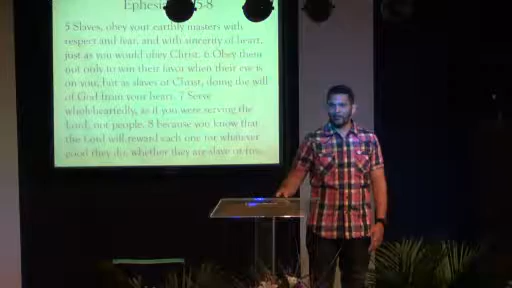 Ephesians 5-8
5 Slaves, obey your earthly masters with
respect and fear, and with sincerity of heart,
just as you would obey Christ. 6 Obey them
not only to win their favor when their eye is
on you, but as slaves of Christ, doing the will
of God from your heart. 7 Serve
wholeheartedly, as if you were serving the
Lord, not people, 8 because you know that
the Lord will reward each one for whatever
good they do, whether they are slave or free.